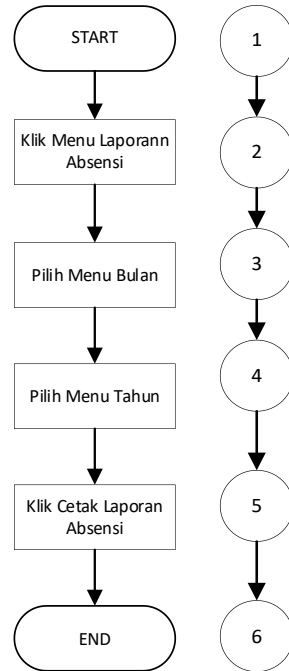 START
1
Klik Menu Laporann
Absensi
2
Pilih Menu Bulan
3
Pilih Menu Tahun
4
Klik Cetak Laporan
Absensi
5
END
6